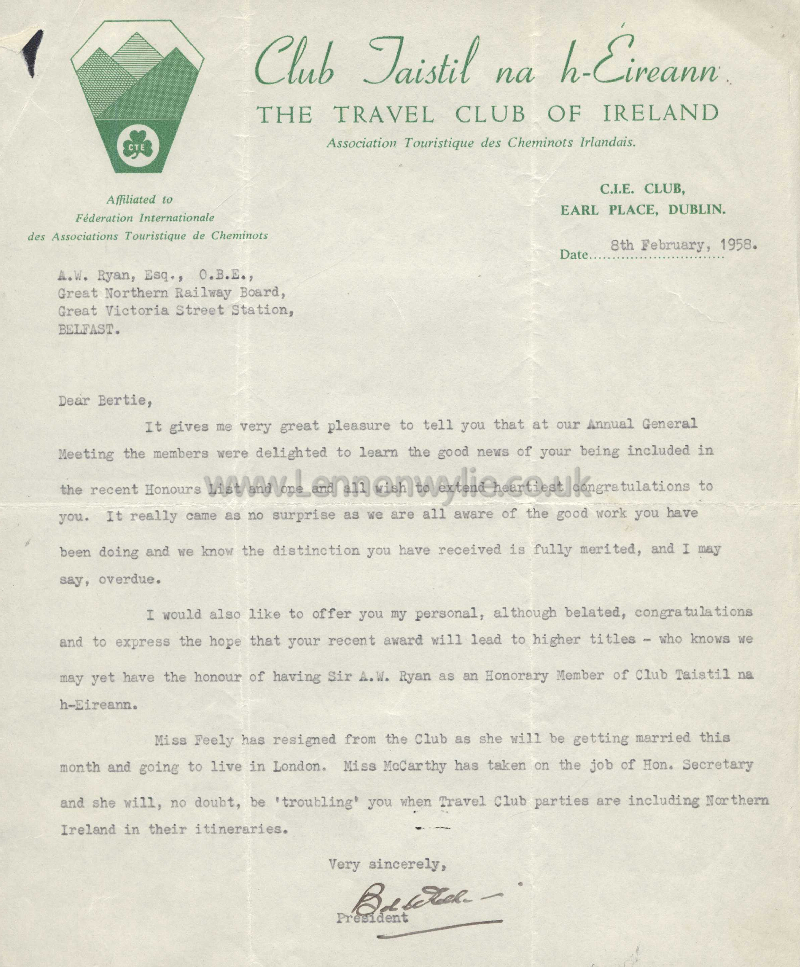 Club Taistil na h-Éireann.
THE TRAVEL CLUB OF IRELAND
Association Touristique des Cheminots Irlandais.
CTE
Affiliated to
Féderation Internationale
des Associations Touristique de Cheminots
C.I.E. CLUB,
EARL PLACE, DUBLIN.
Date 8th February, 1958.
A.W. Ryan, Esq., O.B.E.,
Great Northern Railway Board,
Great Victoria Street Station,
BELFAST.
Dear Bertie,
It gives me very great pleasure to tell you that at our Annual General
Meeting the members were delighted to learn the good news of your being included in
www.Lennonwylie.co.uk
the recent Honours List and one and all wish to extend heartiest congratulations to
you. It really came as no surprise as we are all aware of the good work you have
been doing and we know the distinction you have received is fully merited, and I may
say, overdue.
I would also like to offer you my personal, although belated, congratulations
and to express the hope that your recent award will lead to higher titles - who knows we
may yet have the honour of having Sir A.W. Ryan as an Honorary Member of Club Taistil na
h-Eireann.
Miss Feely has resigned from the Club as she will be getting married this
month and going to live in London. Miss McCarthy has taken on the job of Hon. Secretary
and she will, no doubt, be 'troubling' you when Travel Club parties are including Northern
Ireland in their itineraries.
Very sincerely,
President